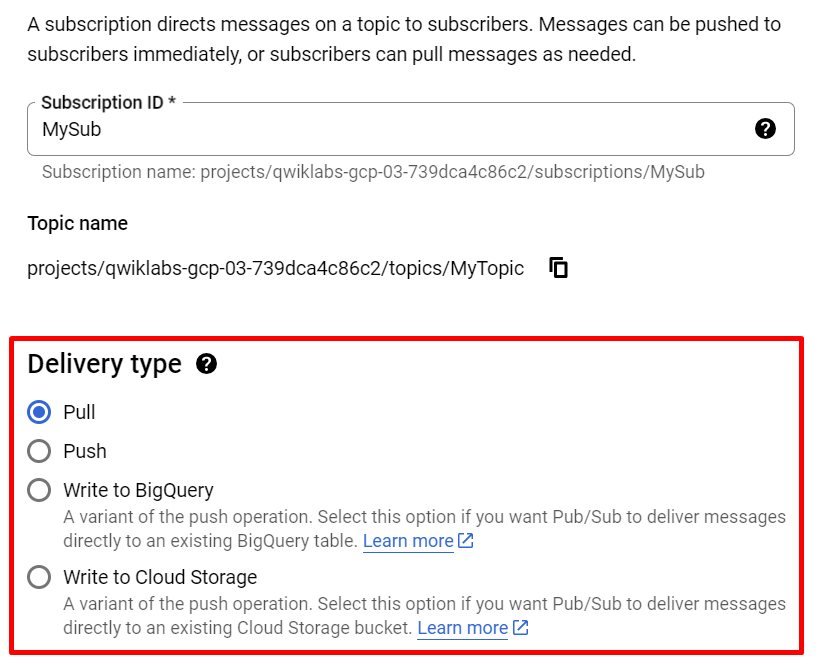 A subscription directs messages on a topic to subscribers. Messages can be pushed to
subscribers immediately, or subscribers can pull messages as needed.
Subscription ID *
MySub
Subscription name: projects/qwiklabs-gcp-03-739dca4c86c2/subscriptions/MySub
Topic name
projects/qwiklabs-gcp-03-739dca4c86c2/topics/MyTopic
Delivery type
Pull
Push
Write to BigQuery
A variant of the push operation. Select this option if you want Pub/Sub to deliver messages
directly to an existing BigQuery table. Learn more
Write to Cloud Storage
A variant of the push operation. Select this option if you want Pub/Sub to deliver messages
directly to an existing Cloud Storage bucket. Learn more